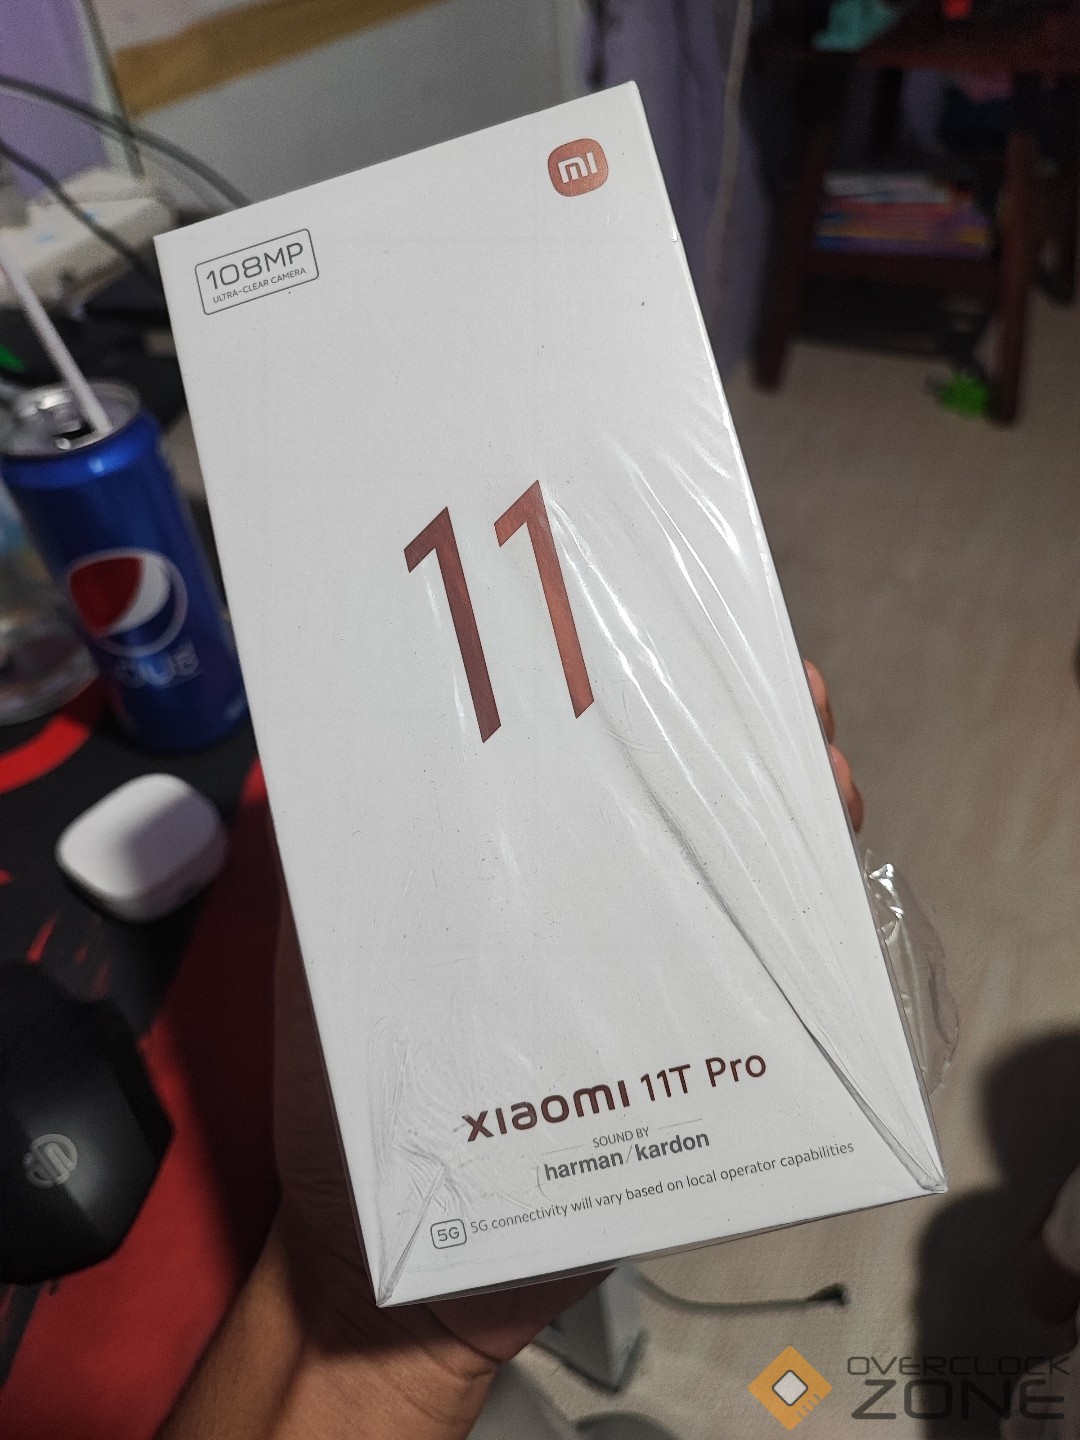 mi
108MP
ULTRA-CLEAR CAMERA
11
xiaomi 11T Pro
SOUND BY
harman/kardon
5G 5G connectivity will vary based on local operator capabilities
hp
OVERCLOCK
ZONE